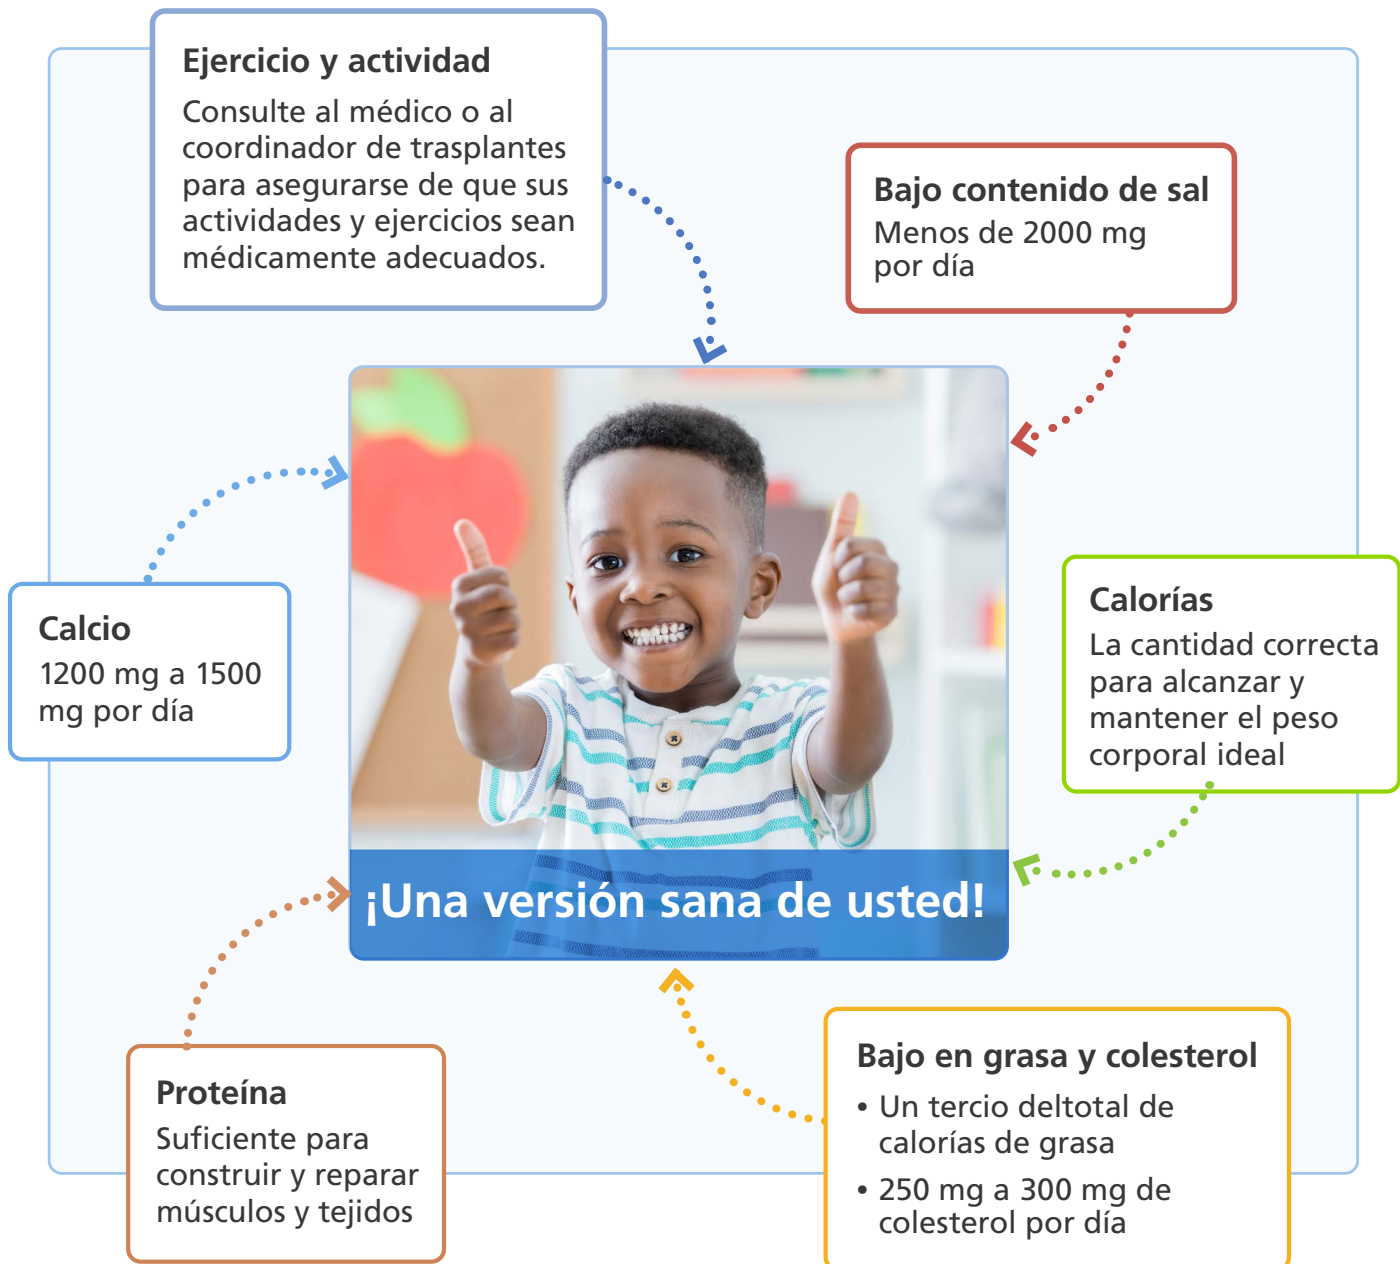 Ejercicio y actividad
Consulte al médico o al
coordinador de trasplantes
para asegurarse de que sus
actividades y ejercicios sean
médicamente adecuados.
Bajo contenido de sal
Menos de 2000 mg
por día
Calcio
1200 mg a 1500
mg por día
Calorías
La cantidad correcta
para alcanzar y
mantener el peso
corporal ideal
¡Una versión sana de usted!
Proteína
Suficiente para
construir y reparar
músculos y tejidos
Bajo en grasa y colesterol
• Un tercio deltotal de
calorías de grasa
• 250 mg a 300 mg de
colesterol por día